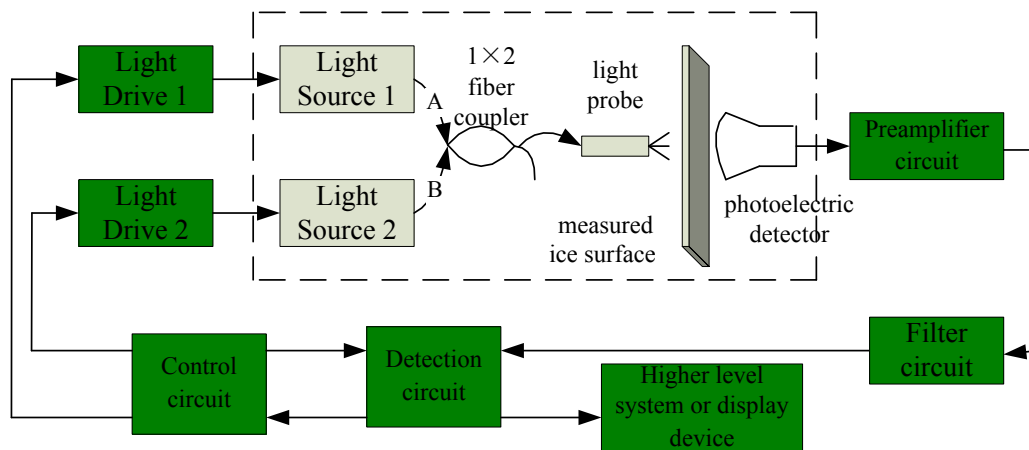 Light
Drive 1
Light
Source 1
A
1×2
fiber
coupler
light
probe
Preamplifier
circuit
Light
Drive 2
Light
Source 2
B
measured
ice surface
photoelectric
detector
Control
circuit
Detection
circuit
Filter
circuit
Higher level
system or display
device